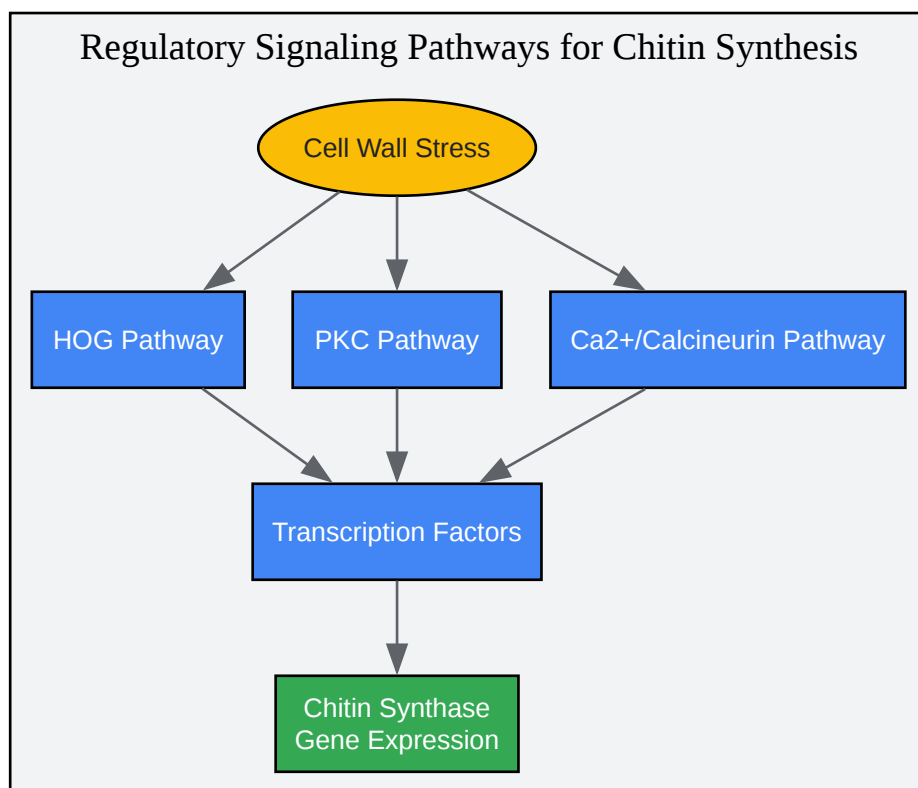 Regulatory Signaling Pathways for Chitin Synthesis
Cell Wall Stress
HOG Pathway
PKC Pathway
Ca2+/Calcineurin Pathway
Transcription Factors
Chitin Synthase
Gene Expression